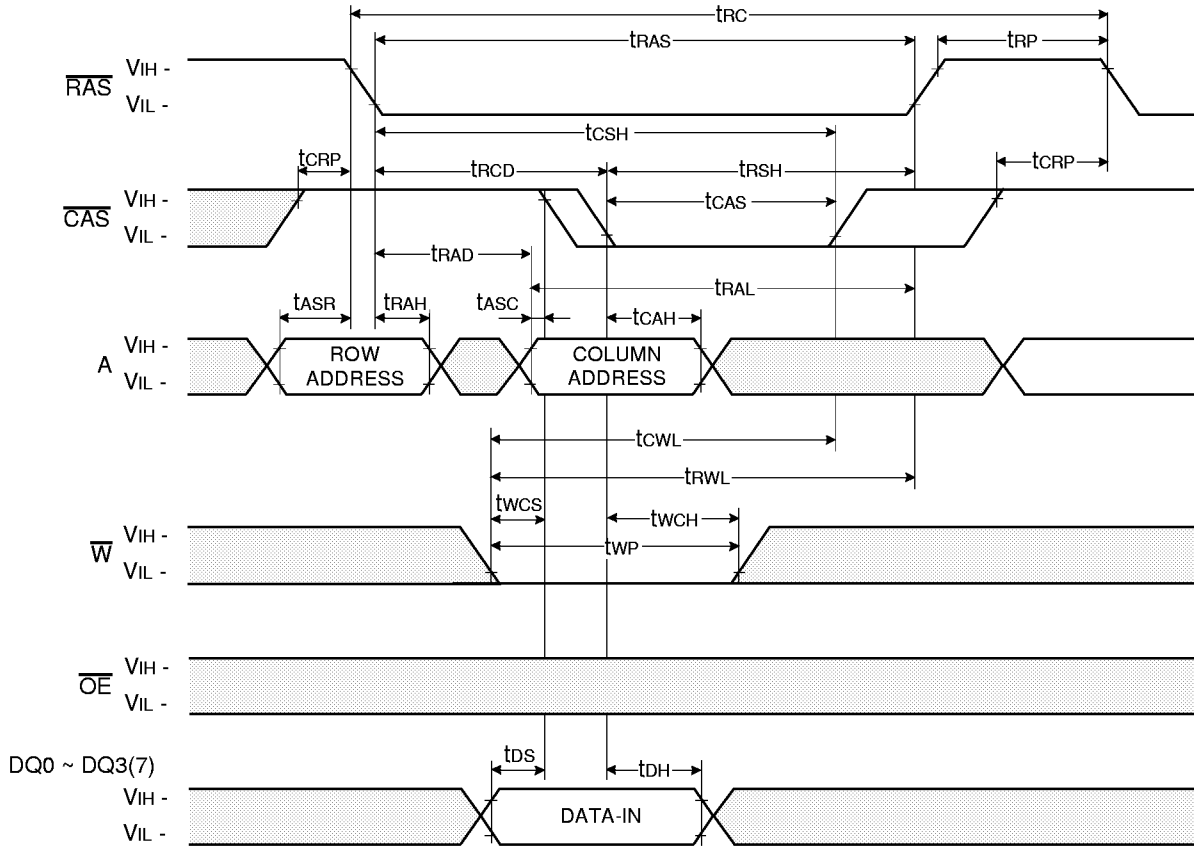 tRC
tRAS
tRP
RAS
VIH -
VIL -
tCSH
tCRP
tRCD
tRSH
tCRP
CAS
VIH -
VIL -
tCAS
tRAD
tRAL
tASR
tRAH
tASC
tCAH
A
VIH -
VIL -
ROW
ADDRESS
COLUMN
ADDRESS
tCWL
tRWL
tWCS
tWCH
W
VIH -
VIL -
tWP
OE
VIH -
VIL -
DQ0 ~ DQ3(7)
tDS
tDH
VIH -
VIL -
DATA-IN